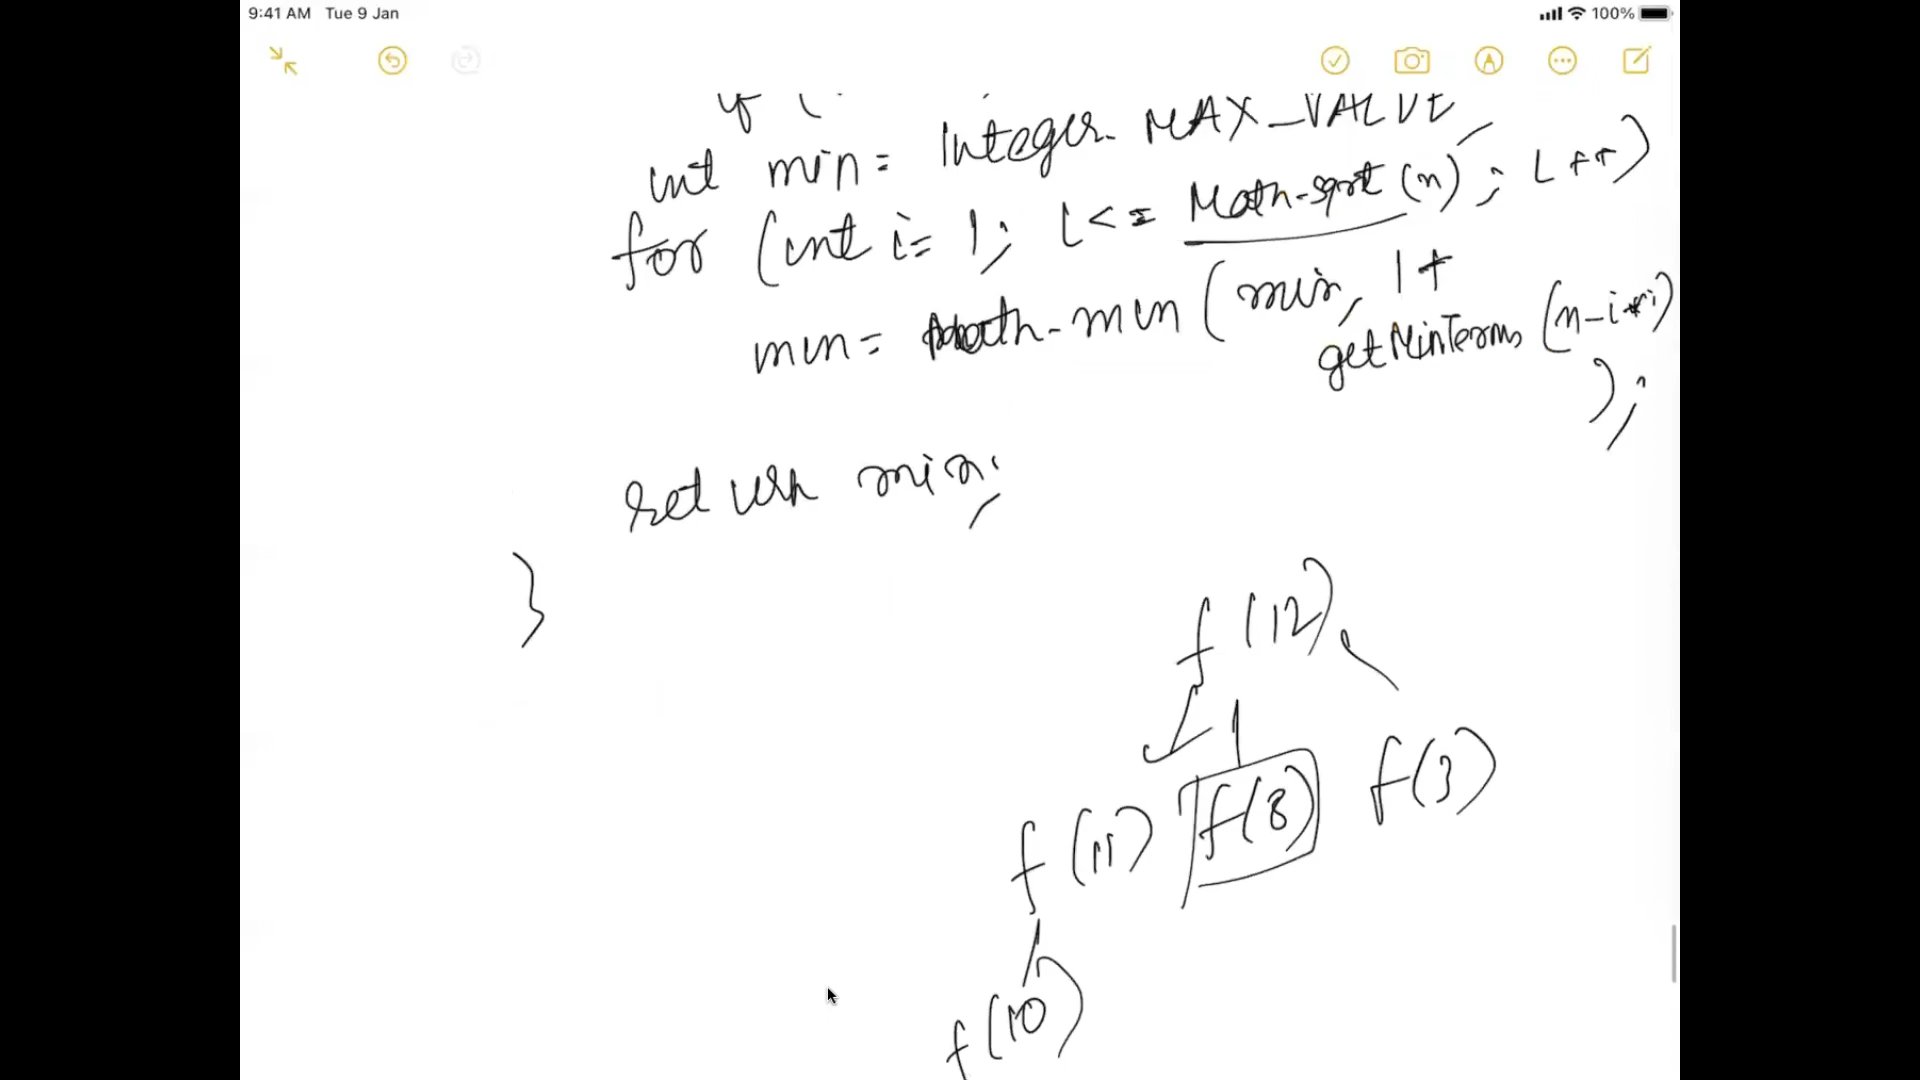 9:41 AM Tue 9 Jan
100%
if (
int min = Integer. MAX_VALUE
for (int i= 1; i<= Math.sqrt (n) ; i++)
min = Math.min ( min, 1 +
getMinTerms (n-i*i)
);
return min;
}
f (12)
f (11) f(8) f(3)
f(10)